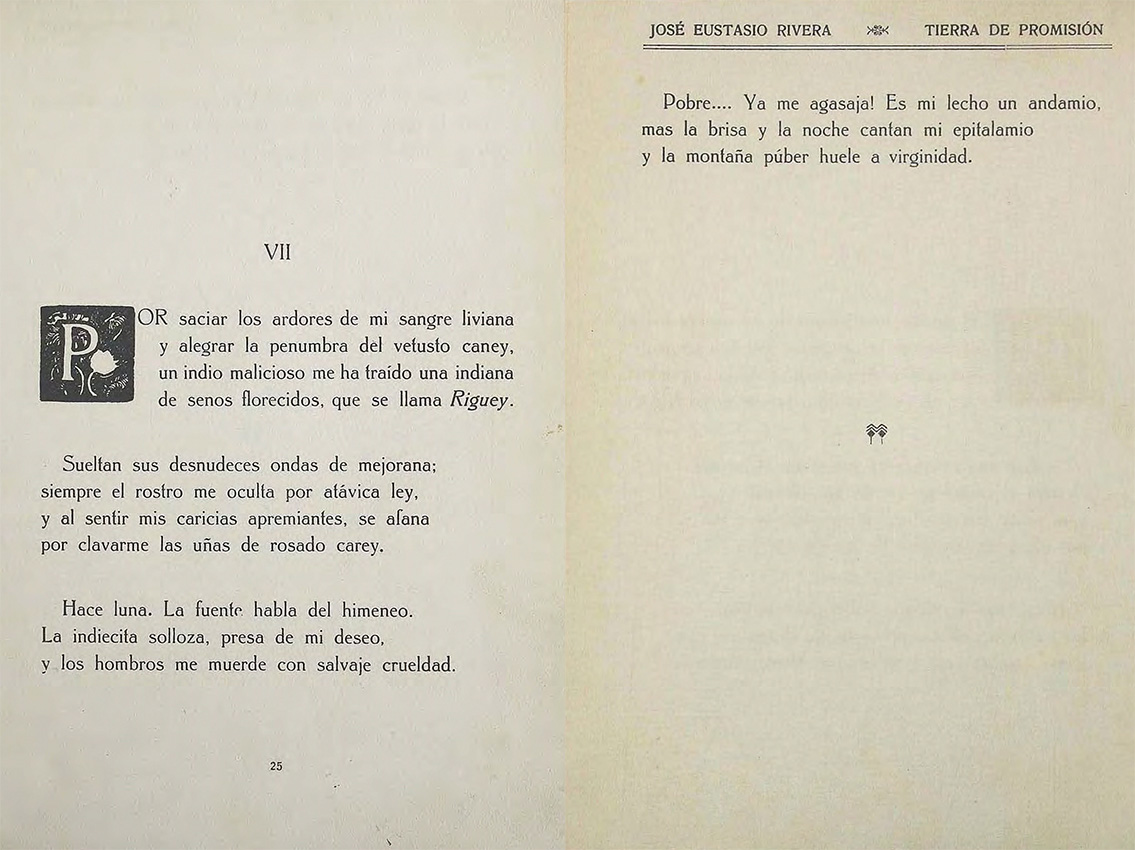 VII
POR saciar los ardores de mi sangre liviana
y alegrar la penumbra del vetusto caney,
un indio malicioso me ha traído una indiana
de senos florecidos, que se llama Riguey.
Sueltan sus desnudeces ondas de mejorana;
siempre el rostro me oculta por atávica ley,
y al sentir mis caricias apremiantes, se afana
por clavarme las uñas de rosado carey.
Hace luna. La fuente habla del himeneo.
La indiecita solloza, presa de mi deseo,
y los hombros me muerde con salvaje crueldad.
25
JOSÉ EUSTASIO RIVERA TIERRA DE PROMISIÓN
Pobre.... Ya me agasaja! Es mi lecho un andamio,
mas la brisa y la noche cantan mi epitalamio
y la montaña púber huele a virginidad.